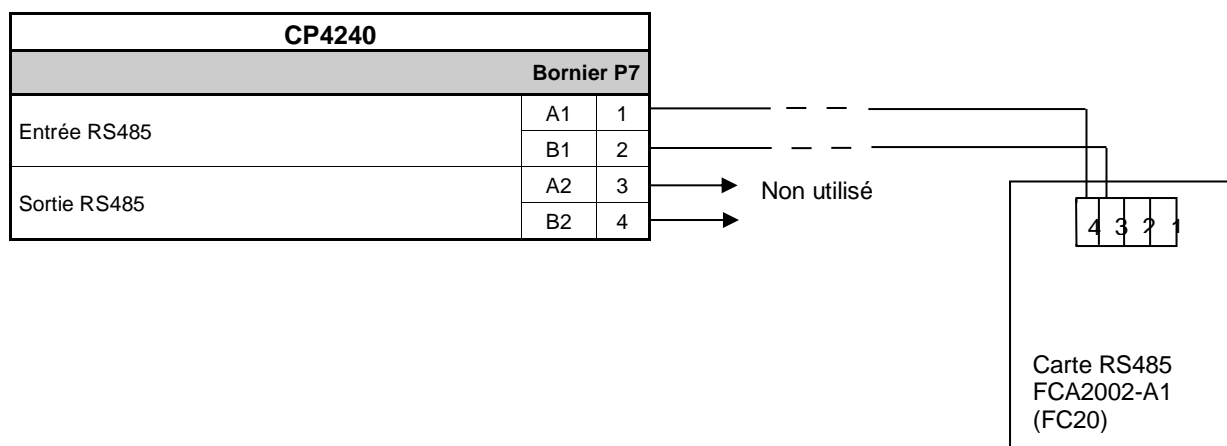 CP4240
Bornier P7
Entrée RS485
A1 1
B1 2
Sortie RS485
A2 3
B2 4
Non utilisé
4 3 2 1
Carte RS485
FCA2002-A1
(FC20)